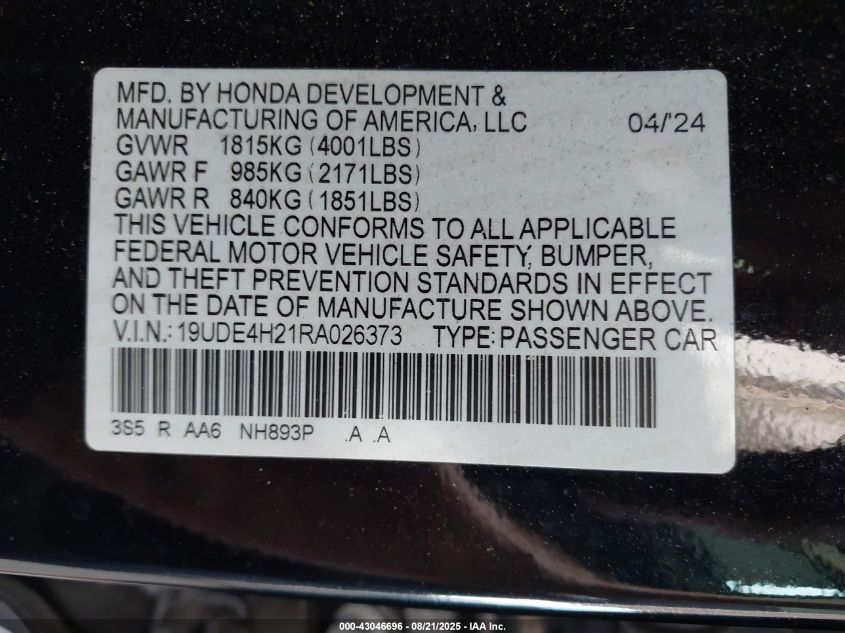 MFD. BY HONDA DEVELOPMENT &
MANUFACTURING OF AMERICA, LLC 04/'24
GVWR 1815KG (4001LBS)
GAWR F 985KG (2171LBS)
GAWR R 840KG (1851LBS)
THIS VEHICLE CONFORMS TO ALL APPLICABLE
FEDERAL MOTOR VEHICLE SAFETY, BUMPER,
AND THEFT PREVENTION STANDARDS IN EFFECT
ON THE DATE OF MANUFACTURE SHOWN ABOVE.
V.I.N.: 19UDE4H21RA026373 TYPE: PASSENGER CAR
3S5 R AA6 NH893P .A .A
000-43046696 - 08/21/2025 - IAA Inc.